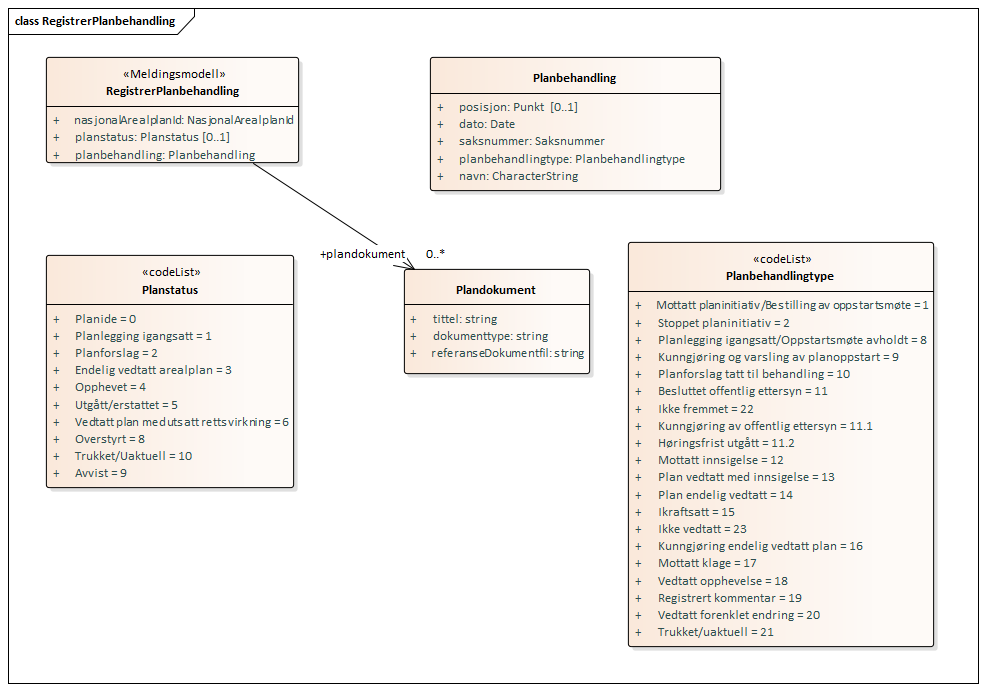 class RegistrerPlanbehandling
«Meldingsmodell»
RegistrerPlanbehandling
+ nasjonalArealplanId: NasjonalArealplanId
+ planstatus: Planstatus [0..1]
+ planbehandling: Planbehandling
Planbehandling
+ posisjon: Punkt [0..1]
+ dato: Date
+ saksnummer: Saksnummer
+ planbehandlingtype: Planbehandlingtype
+ navn: CharacterString
+plandokument 0..*
«codeList»
Planstatus
+ Planide = 0
+ Planlegging igangsatt = 1
+ Planforslag = 2
+ Endelig vedtatt arealplan = 3
+ Opphevet = 4
+ Utgått/erstattet = 5
+ Vedtatt plan med utsatt rettsvirkning = 6
+ Overstyrt = 8
+ Trukket/Uaktuell = 10
+ Avvist = 9
Plandokument
+ tittel: string
+ dokumenttype: string
+ referanseDokumentfil: string
«codeList»
Planbehandlingtype
+ Mottatt planinitiativ/Bestilling av oppstartsmøte = 1
+ Stoppet planinitiativ = 2
+ Planlegging igangsatt/Oppstartsmøte avholdt = 8
+ Kunngjøring og varsling av planoppstart = 9
+ Planforslag tatt til behandling = 10
+ Besluttet offentlig ettersyn = 11
+ Ikke fremmet = 22
+ Kunngjøring av offentlig ettersyn = 11.1
+ Høringsfrist utgått = 11.2
+ Mottatt innsigelse = 12
+ Plan vedtatt med innsigelse = 13
+ Plan endelig vedtatt = 14
+ Ikraftsatt = 15
+ Ikke vedtatt = 23
+ Kunngjøring endelig vedtatt plan = 16
+ Mottatt klage = 17
+ Vedtatt opphevelse = 18
+ Registrert kommentar = 19
+ Vedtatt forenklet endring = 20
+ Trukket/uaktuell = 21